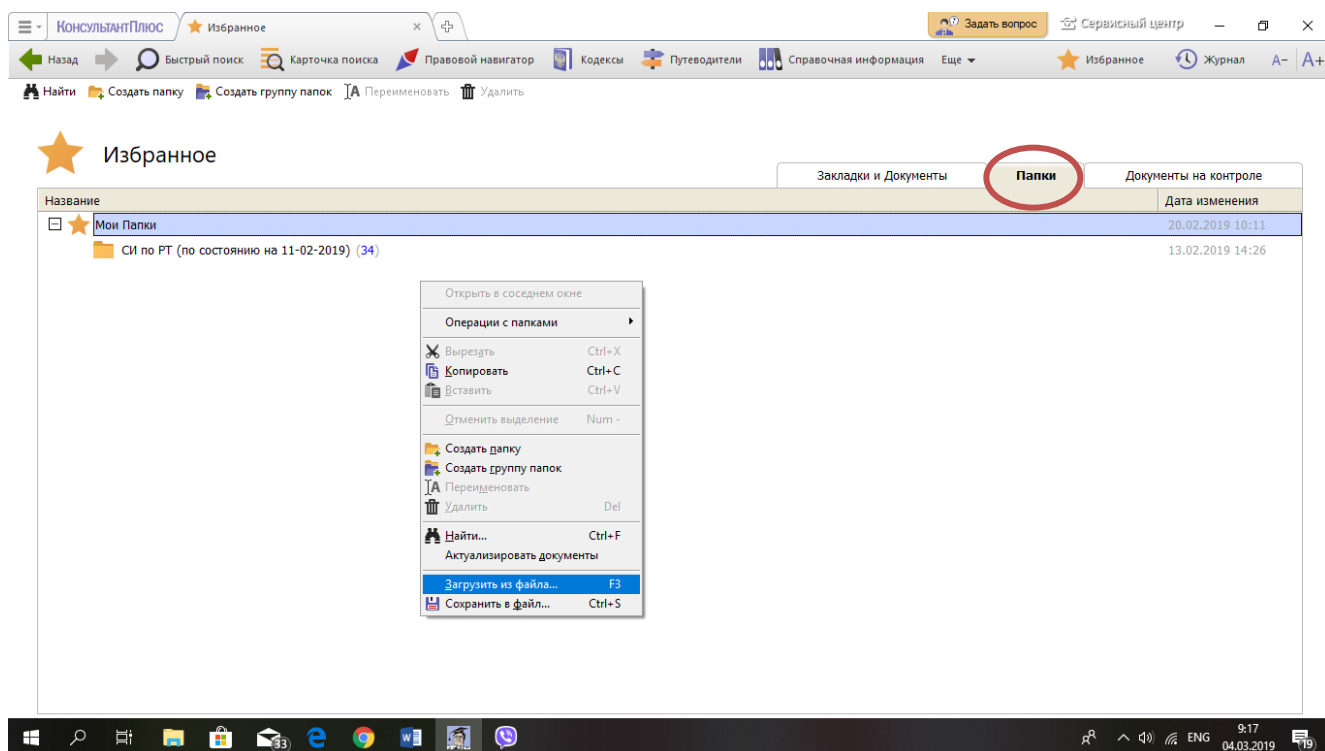 КонсультантПлюс Избранное Задать вопрос Сервисный центр
Назад Быстрый поиск Карточка поиска Правовой навигатор Кодексы Путеводители Справочная информация Еще Избранное Журнал А- А+
Найти Создать папку Создать группу папок Переименовать Удалить
Избранное
Закладки и Документы Папки Документы на контроле
Название Дата изменения
Мои Папки 20.02.2019 10:11
СИ по РТ (по состоянию на 11-02-2019) (34) 13.02.2019 14:26
Открыть в соседнем окне
Операции с папками
Вырезать Ctrl+X
Копировать Ctrl+C
Вставить Ctrl+V
Отменить выделение Num -
Создать папку
Создать группу папок
Переименовать
Удалить Del
Найти... Ctrl+F
Актуализировать документы
Загрузить из файла... F3
Сохранить в файл... Ctrl+S
33 ENG 9:17
04.03.2019 19